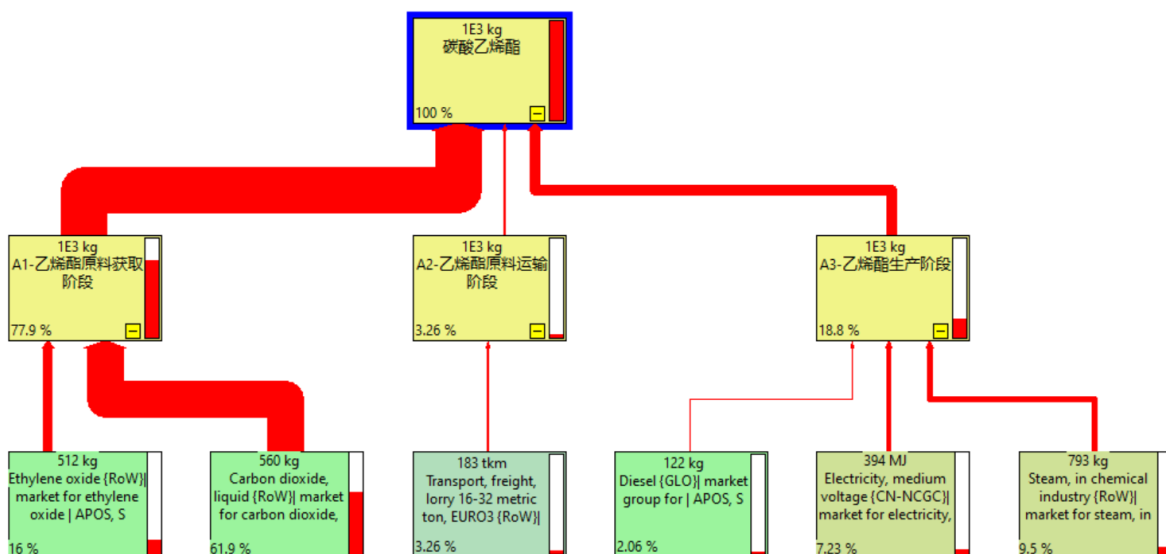 1E3 kg
碳酸乙烯酯
100 %
1E3 kg
A1-乙烯酯原料获取
阶段
77.9 %
1E3 kg
A2-乙烯酯原料运输
阶段
3.26 %
1E3 kg
A3-乙烯酯生产阶段
18.8 %
512 kg
Ethylene oxide {RoW}|
market for ethylene
oxide | APOS, S
16 %
560 kg
Carbon dioxide,
liquid {RoW}| market
for carbon dioxide,
61.9 %
183 tkm
Transport, freight,
lorry 16-32 metric
ton, EURO3 {RoW}|
3.26 %
122 kg
Diesel {GLO}| market
group for | APOS, S
2.06 %
394 MJ
Electricity, medium
voltage {CN-NCGC}|
market for electricity,
7.23 %
793 kg
Steam, in chemical
industry {RoW}|
market for steam, in
9.5 %